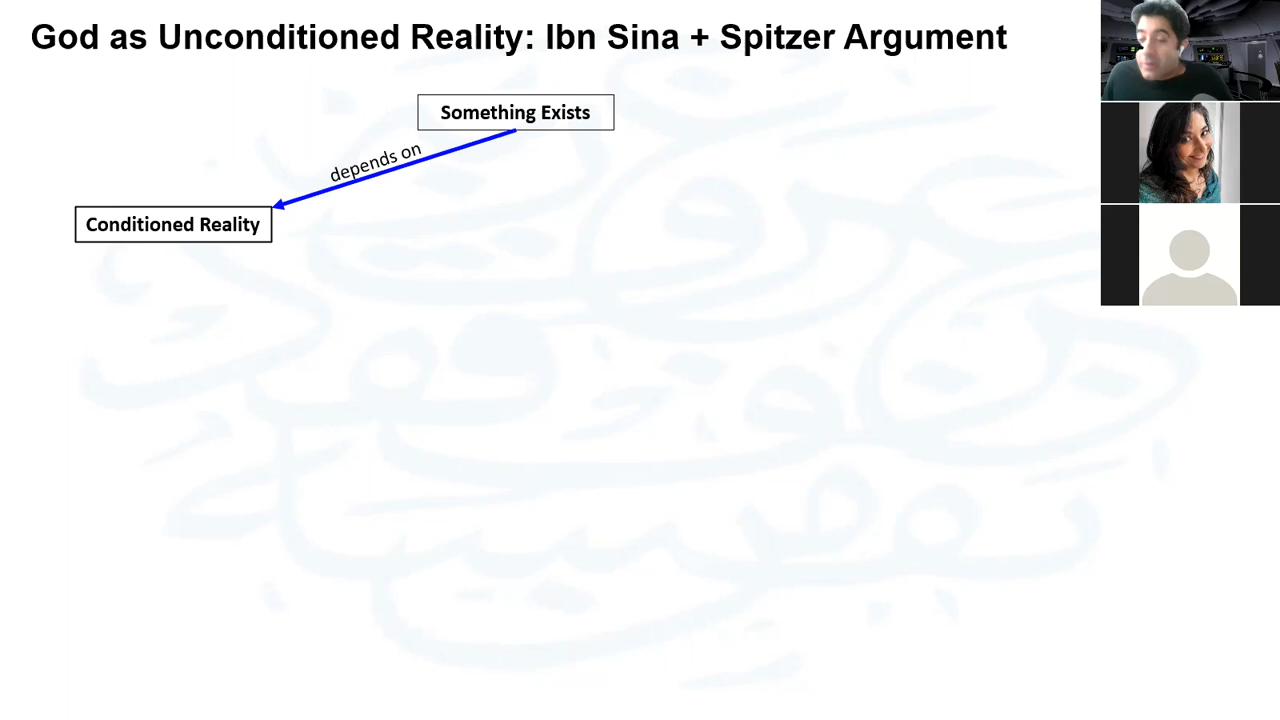 God as Unconditioned Reality: Ibn Sina + Spitzer Argument
Something Exists
depends on
Conditioned Reality